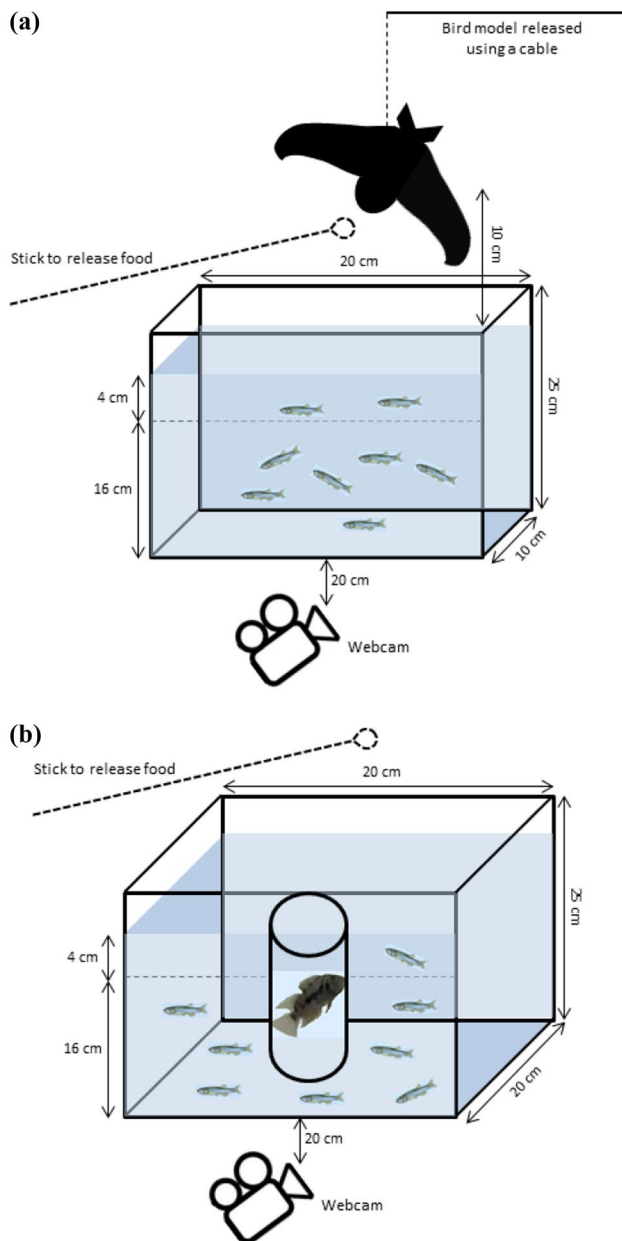 (a)
Bird model released
using a cable
Stick to release food
10 cm
20 cm
4 cm
25 cm
16 cm
10 cm
20 cm
Webcam
(b)
Stick to release food
20 cm
25 cm
4 cm
16 cm
20 cm
20 cm
Webcam